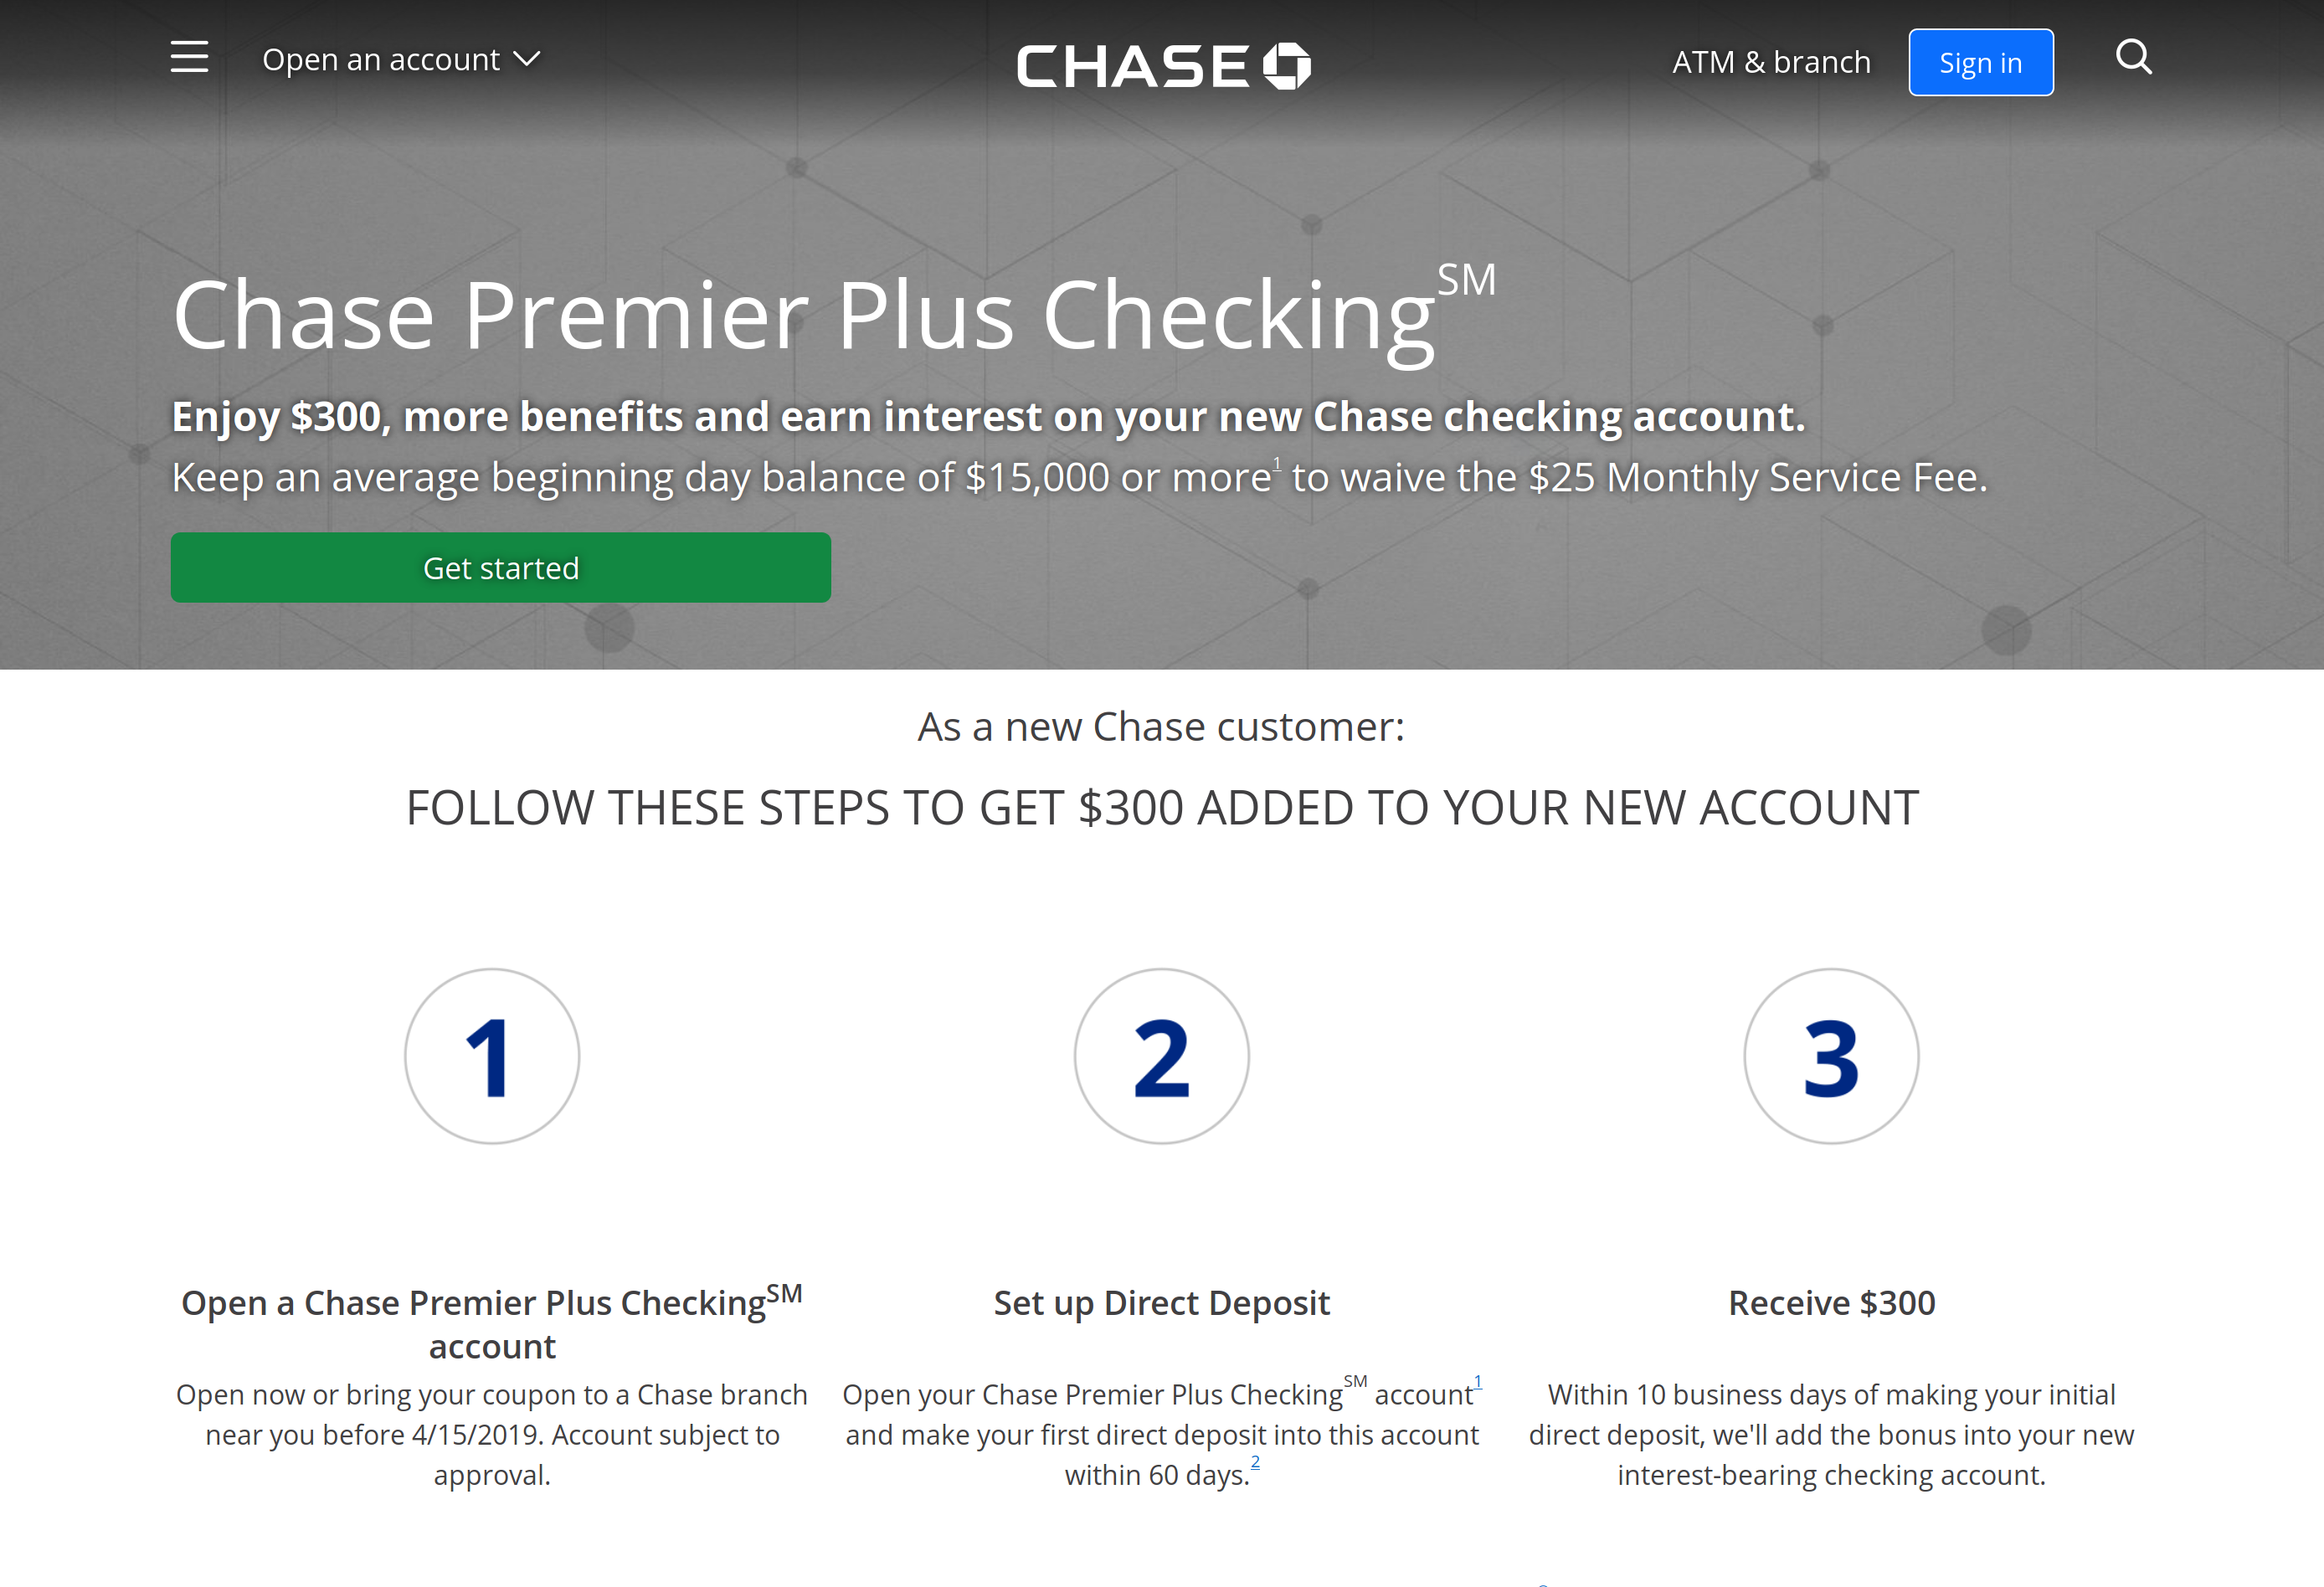 Open an account
CHASE
ATM & branch
Sign in
Chase Premier Plus Checking SM
Enjoy $300, more benefits and earn interest on your new Chase checking account.
Keep an average beginning day balance of $15,000 or more1 to waive the $25 Monthly Service Fee.
Get started
As a new Chase customer:
FOLLOW THESE STEPS TO GET $300 ADDED TO YOUR NEW ACCOUNT
1
2
3
Open a Chase Premier Plus Checking SM
account
Open now or bring your coupon to a Chase branch
near you before 4/15/2019. Account subject to
approval.
Set up Direct Deposit
Open your Chase Premier Plus Checking SM account1
and make your first direct deposit into this account
within 60 days.2
Receive $300
Within 10 business days of making your initial
direct deposit, we'll add the bonus into your new
interest-bearing checking account.